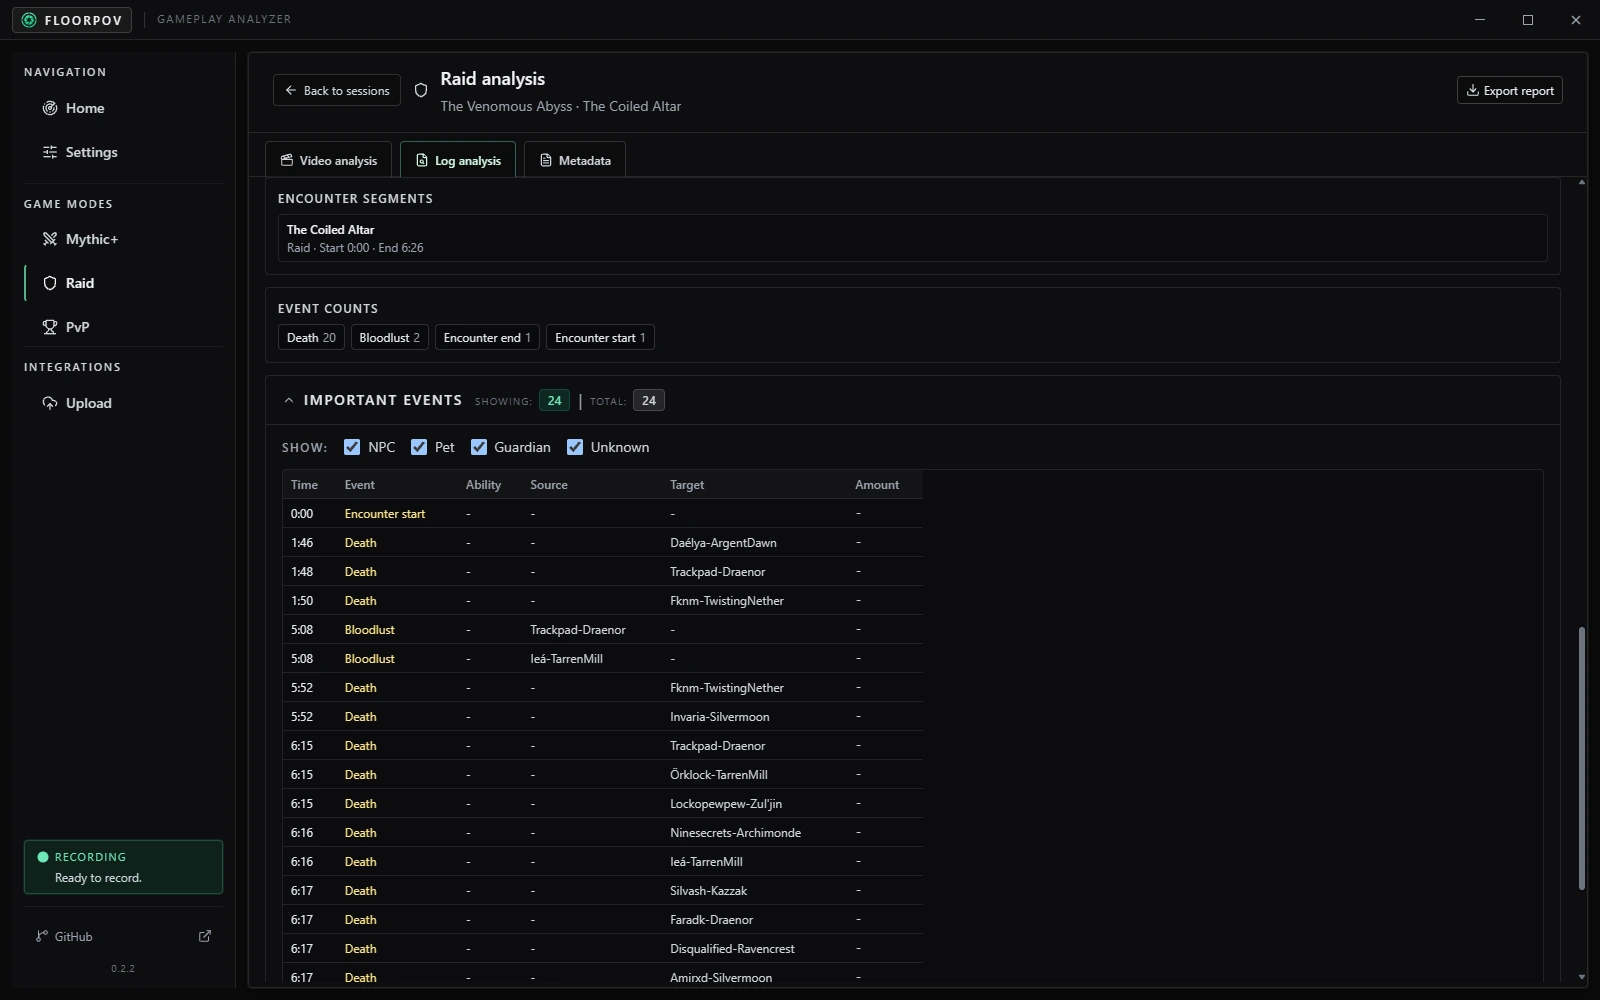 FLOORPOV
GAMEPLAY ANALYZER
NAVIGATION
Home
Settings
GAME MODES
Mythic+
Raid
PvP
INTEGRATIONS
Upload
RECORDING
Ready to record.
GitHub
0.2.2
Back to sessions
Raid analysis
The Venomous Abyss · The Coiled Altar
Export report
Video analysis
Log analysis
Metadata
ENCOUNTER SEGMENTS
The Coiled Altar
Raid · Start 0:00 · End 6:26
EVENT COUNTS
Death 20
Bloodlust 2
Encounter end 1
Encounter start 1
IMPORTANT EVENTS SHOWING: 24 | TOTAL: 24
SHOW: NPC Pet Guardian Unknown
Time Event Ability Source Target Amount
0:00 Encounter start - - - -
1:46 Death - - Daélya-ArgentDawn -
1:48 Death - - Trackpad-Draenor -
1:50 Death - - Fknm-TwistingNether -
5:08 Bloodlust - Trackpad-Draenor - -
5:08 Bloodlust - Ieá-TarrenMill - -
5:52 Death - - Fknm-TwistingNether -
5:52 Death - - Invaria-Silvermoon -
6:15 Death - - Trackpad-Draenor -
6:15 Death - - Örklock-TarrenMill -
6:15 Death - - Lockopewpew-Zul'jin -
6:16 Death - - Ninesecrets-Archimonde -
6:16 Death - - Ieá-TarrenMill -
6:17 Death - - Silvash-Kazzak -
6:17 Death - - Faradk-Draenor -
6:17 Death - - Disqualified-Ravencrest -
6:17 Death - - Amirxd-Silvermoon -